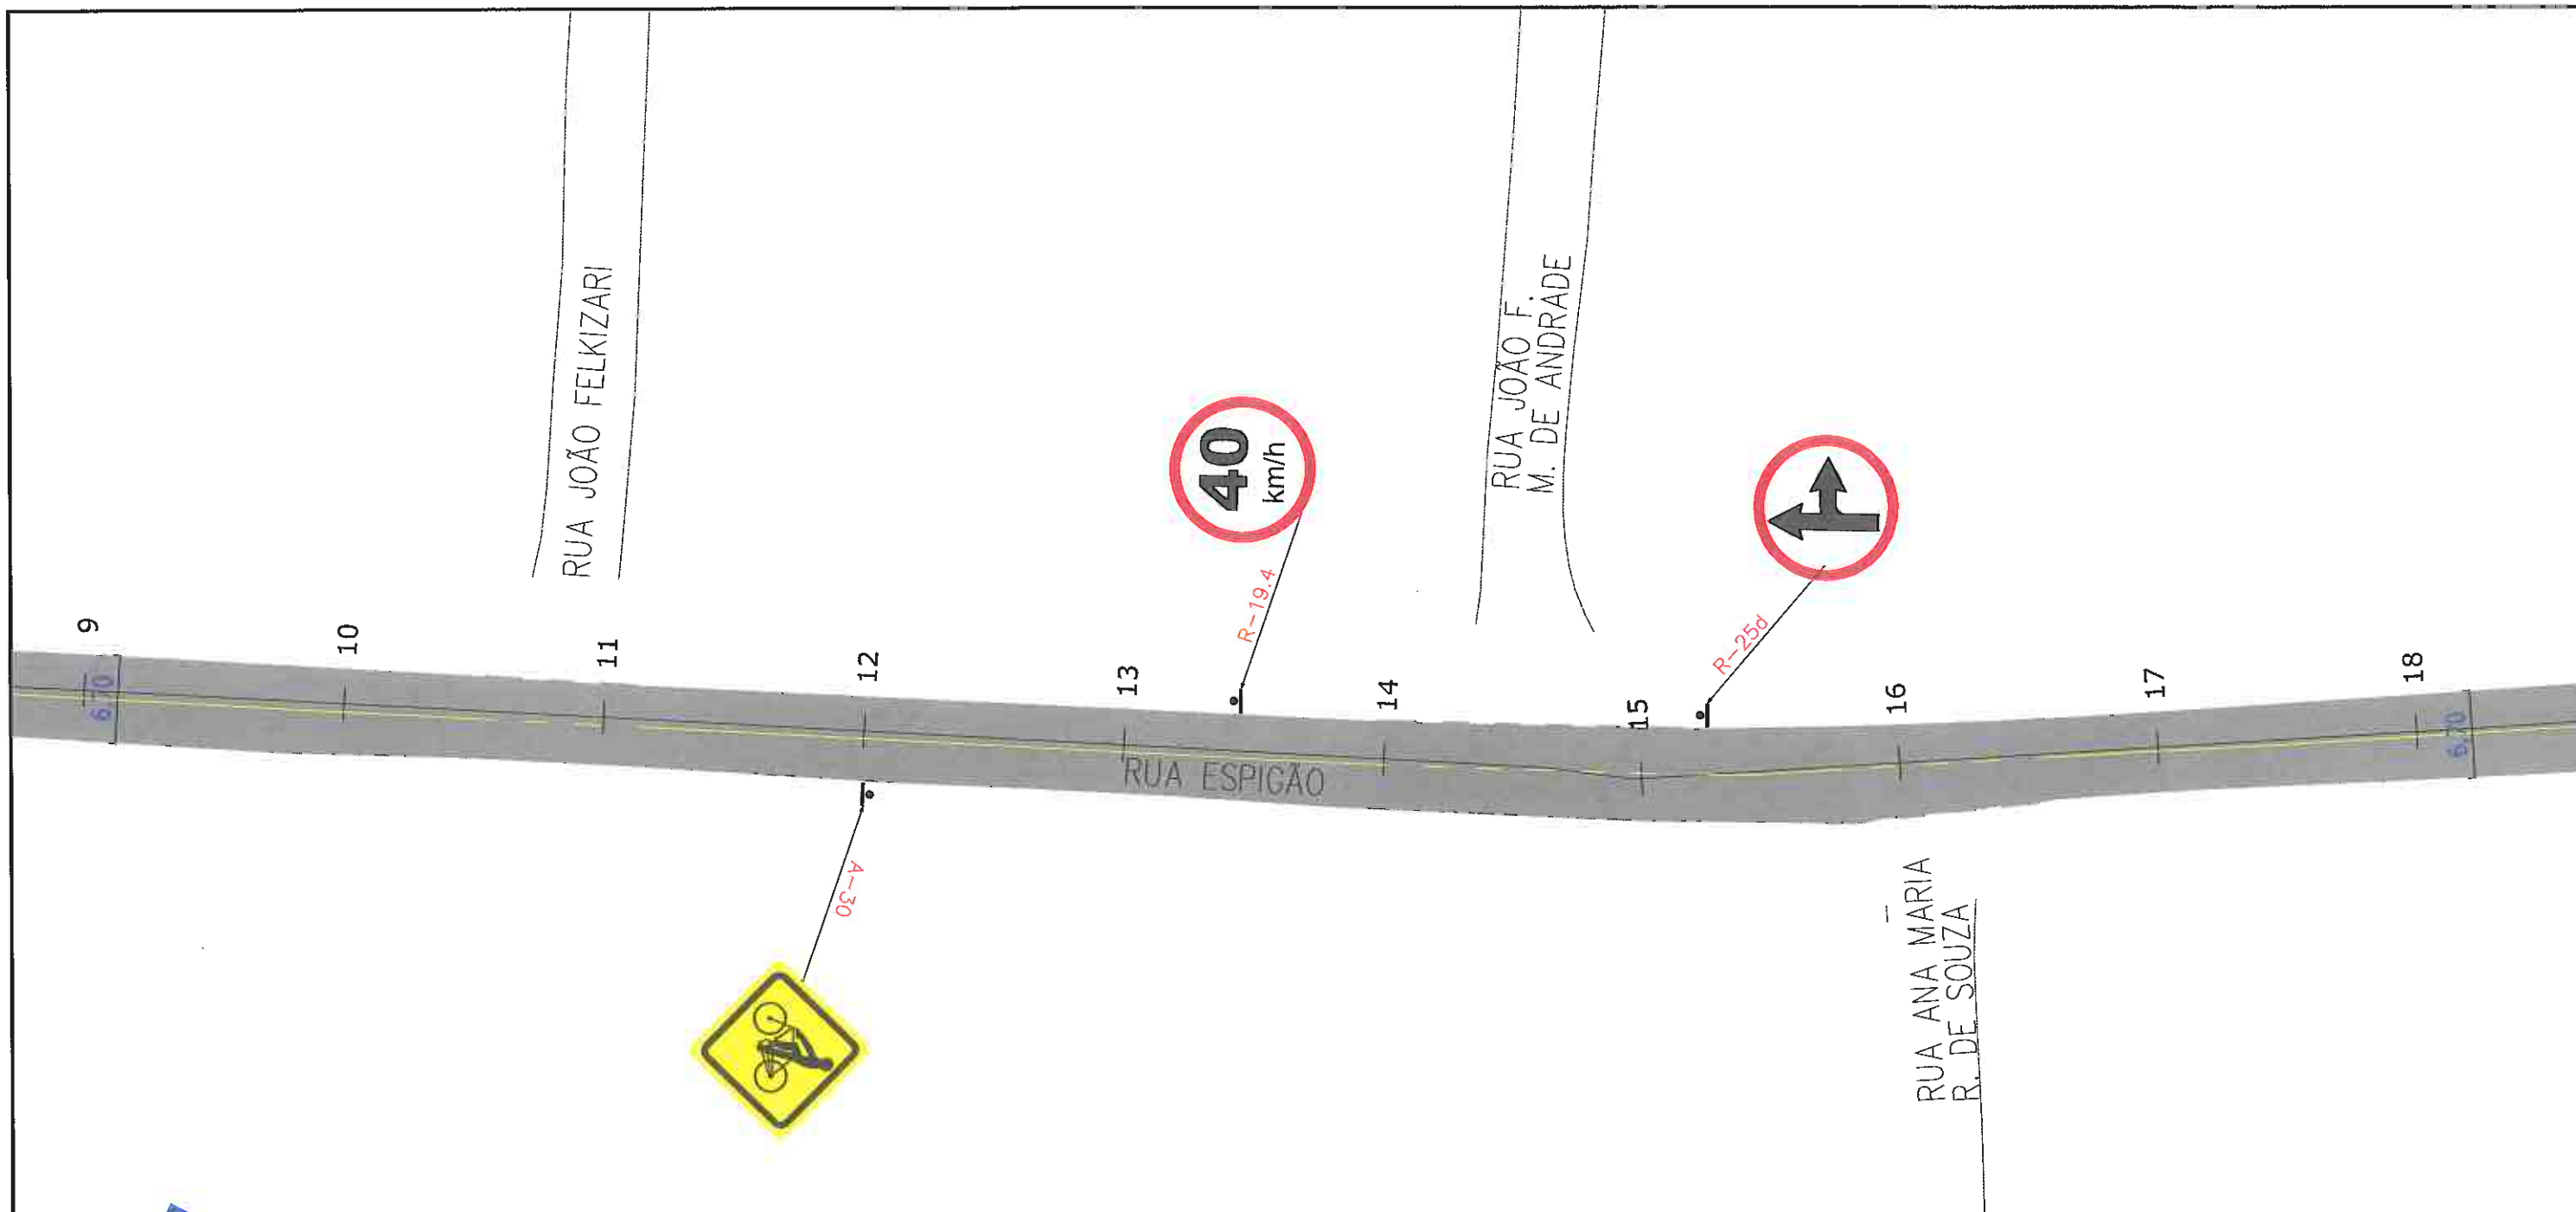 RUA JOÃO FELKIZARI
RUA JOÃO F.
M. DE ANDRADE
40
km/h
R-19.4
R-25d
9
10
11
12
13
14
15
16
17
18
6.70
6.70
RUA ESPIGÃO
A-30
RUA ANA MARIA
R. DE SOUZA